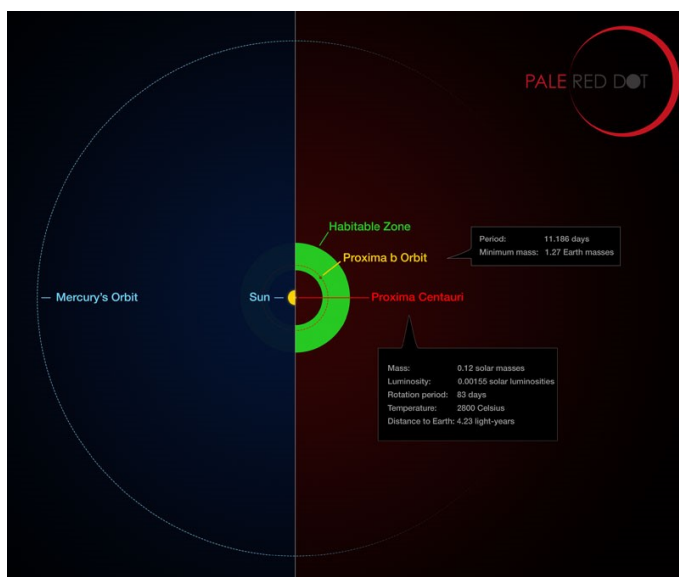 PALE RED DOT
Habitable Zone
Proxima b Orbit
Period: 11.186 days
Minimum mass: 1.27 Earth masses
Mercury's Orbit
Sun
Proxima Centauri
Mass: 0.12 solar masses
Luminosity: 0.00155 solar luminosities
Rotation period: 83 days
Temperature: 2800 Celsius
Distance to Earth: 4.23 light-years